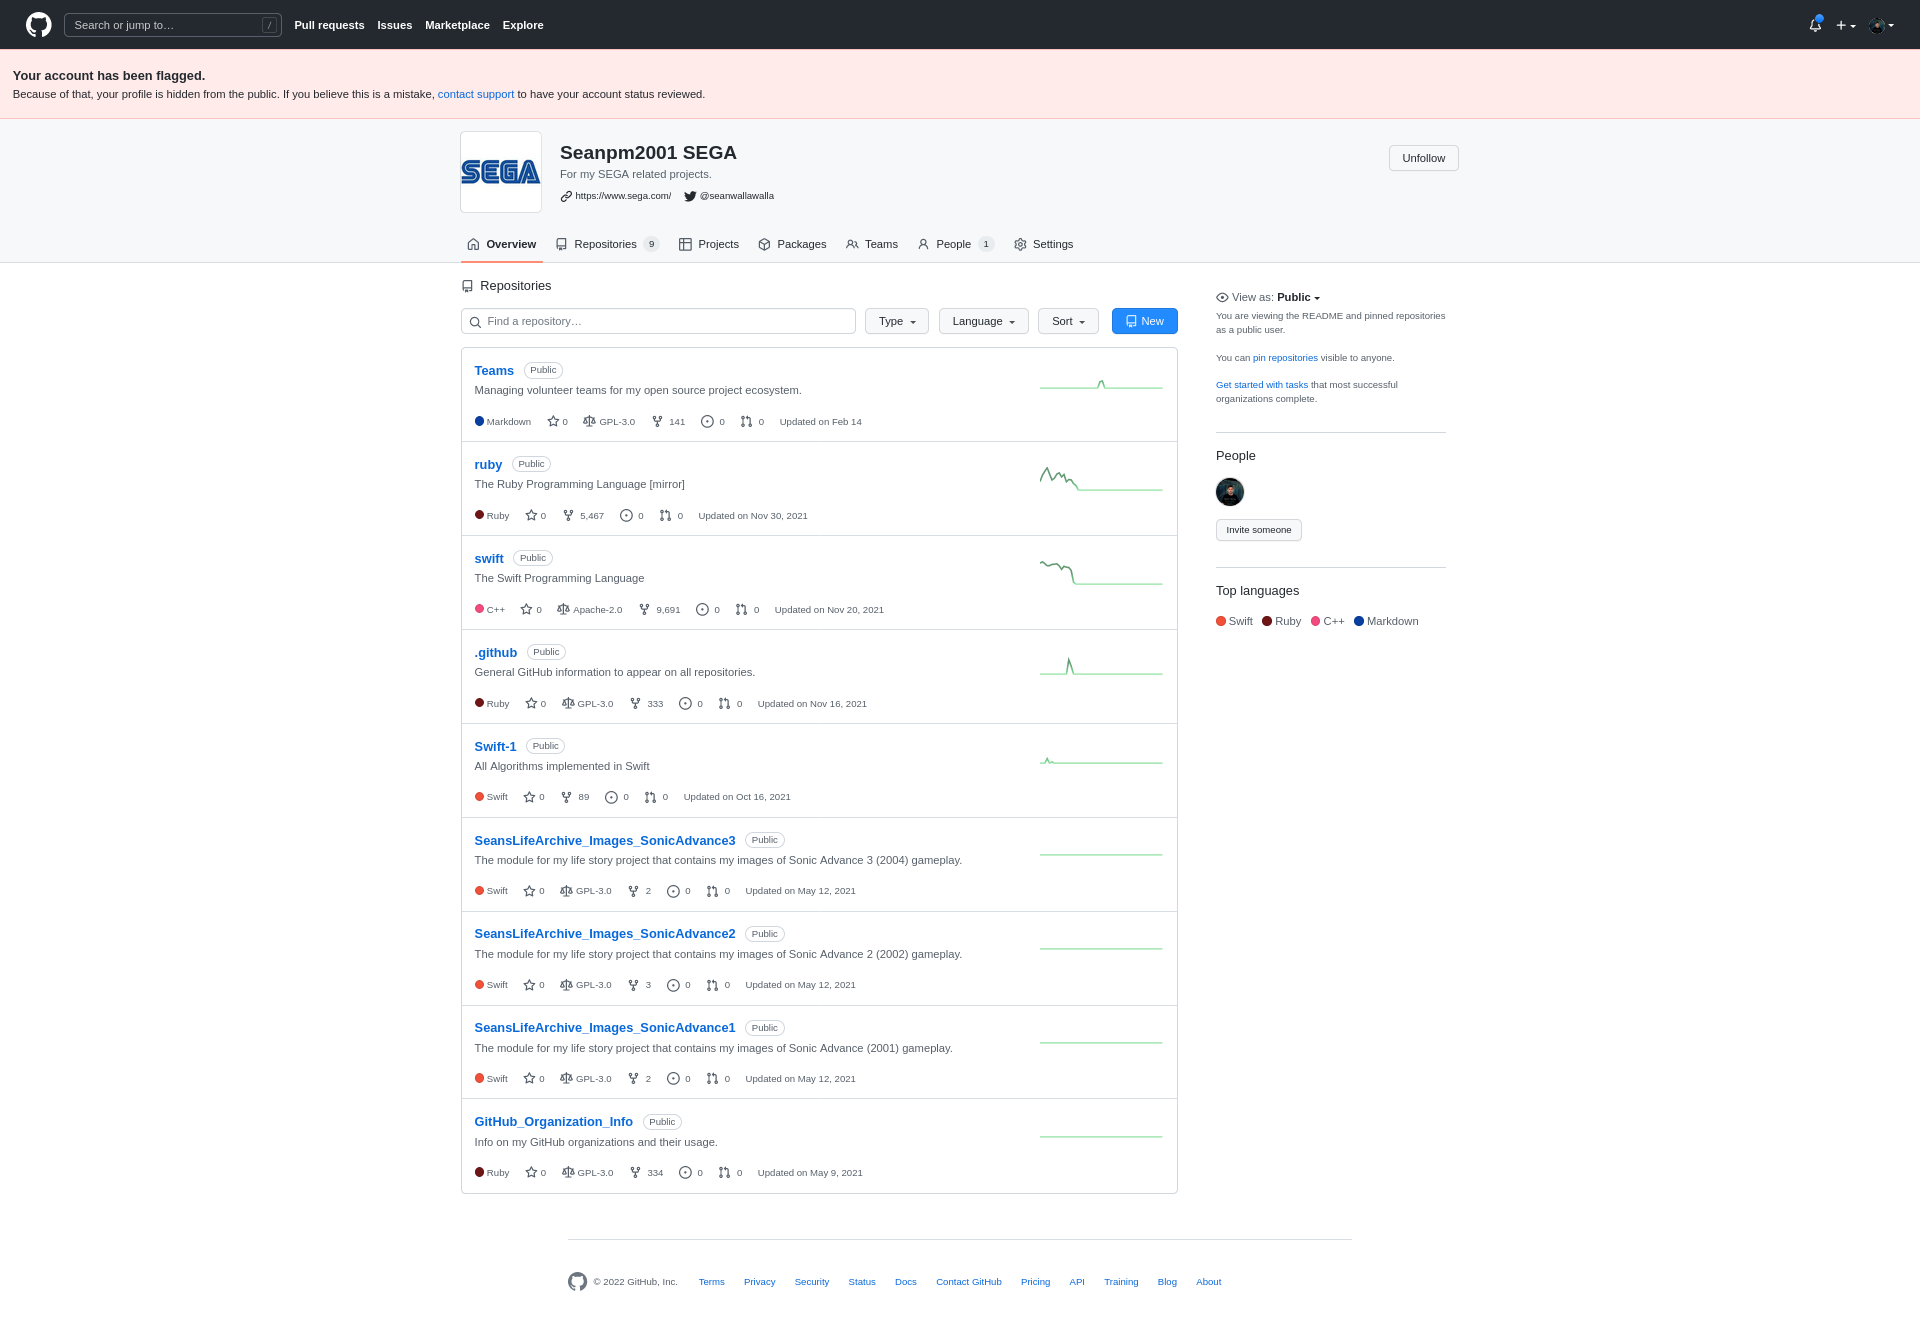 Search or jump to…
/
Pull requests Issues Marketplace Explore
Your account has been flagged.
Because of that, your profile is hidden from the public. If you believe this is a mistake, contact support to have your account status reviewed.
SEGA
Seanpm2001 SEGA
For my SEGA related projects.
https://www.sega.com/ @seanwallawalla
Unfollow
Overview Repositories 9 Projects Packages Teams People 1 Settings
Repositories
Find a repository…
Type Language Sort New
Teams Public
Managing volunteer teams for my open source project ecosystem.
Markdown 0 GPL-3.0 141 0 0 Updated on Feb 14
ruby Public
The Ruby Programming Language [mirror]
Ruby 0 5,467 0 0 Updated on Nov 30, 2021
swift Public
The Swift Programming Language
C++ 0 Apache-2.0 9,691 0 0 Updated on Nov 20, 2021
.github Public
General GitHub information to appear on all repositories.
Ruby 0 GPL-3.0 333 0 0 Updated on Nov 16, 2021
Swift-1 Public
All Algorithms implemented in Swift
Swift 0 89 0 0 Updated on Oct 16, 2021
SeansLifeArchive_Images_SonicAdvance3 Public
The module for my life story project that contains my images of Sonic Advance 3 (2004) gameplay.
Swift 0 GPL-3.0 2 0 0 Updated on May 12, 2021
SeansLifeArchive_Images_SonicAdvance2 Public
The module for my life story project that contains my images of Sonic Advance 2 (2002) gameplay.
Swift 0 GPL-3.0 3 0 0 Updated on May 12, 2021
SeansLifeArchive_Images_SonicAdvance1 Public
The module for my life story project that contains my images of Sonic Advance (2001) gameplay.
Swift 0 GPL-3.0 2 0 0 Updated on May 12, 2021
GitHub_Organization_Info Public
Info on my GitHub organizations and their usage.
Ruby 0 GPL-3.0 334 0 0 Updated on May 9, 2021
View as: Public
You are viewing the README and pinned repositories
as a public user.
You can pin repositories visible to anyone.
Get started with tasks that most successful
organizations complete.
People
Invite someone
Top languages
Swift Ruby C++ Markdown
© 2022 GitHub, Inc. Terms Privacy Security Status Docs Contact GitHub Pricing API Training Blog About